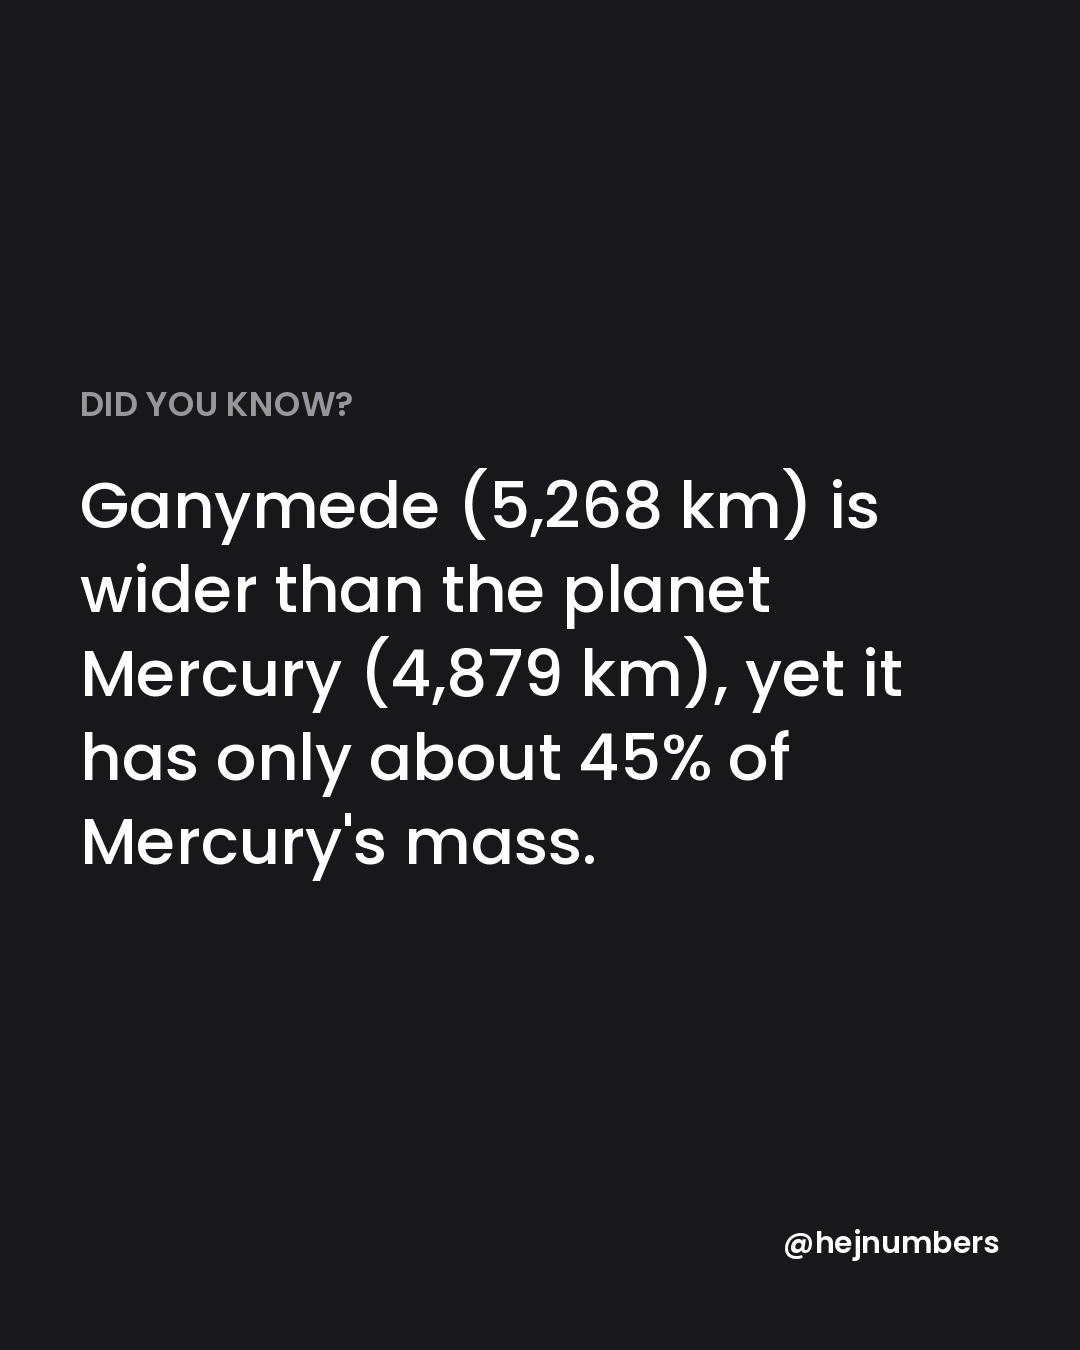 DID YOU KNOW?
Ganymede (5,268 km) is
wider than the planet
Mercury (4,879 km), yet it
has only about 45% of
Mercury's mass.
@hejnumbers